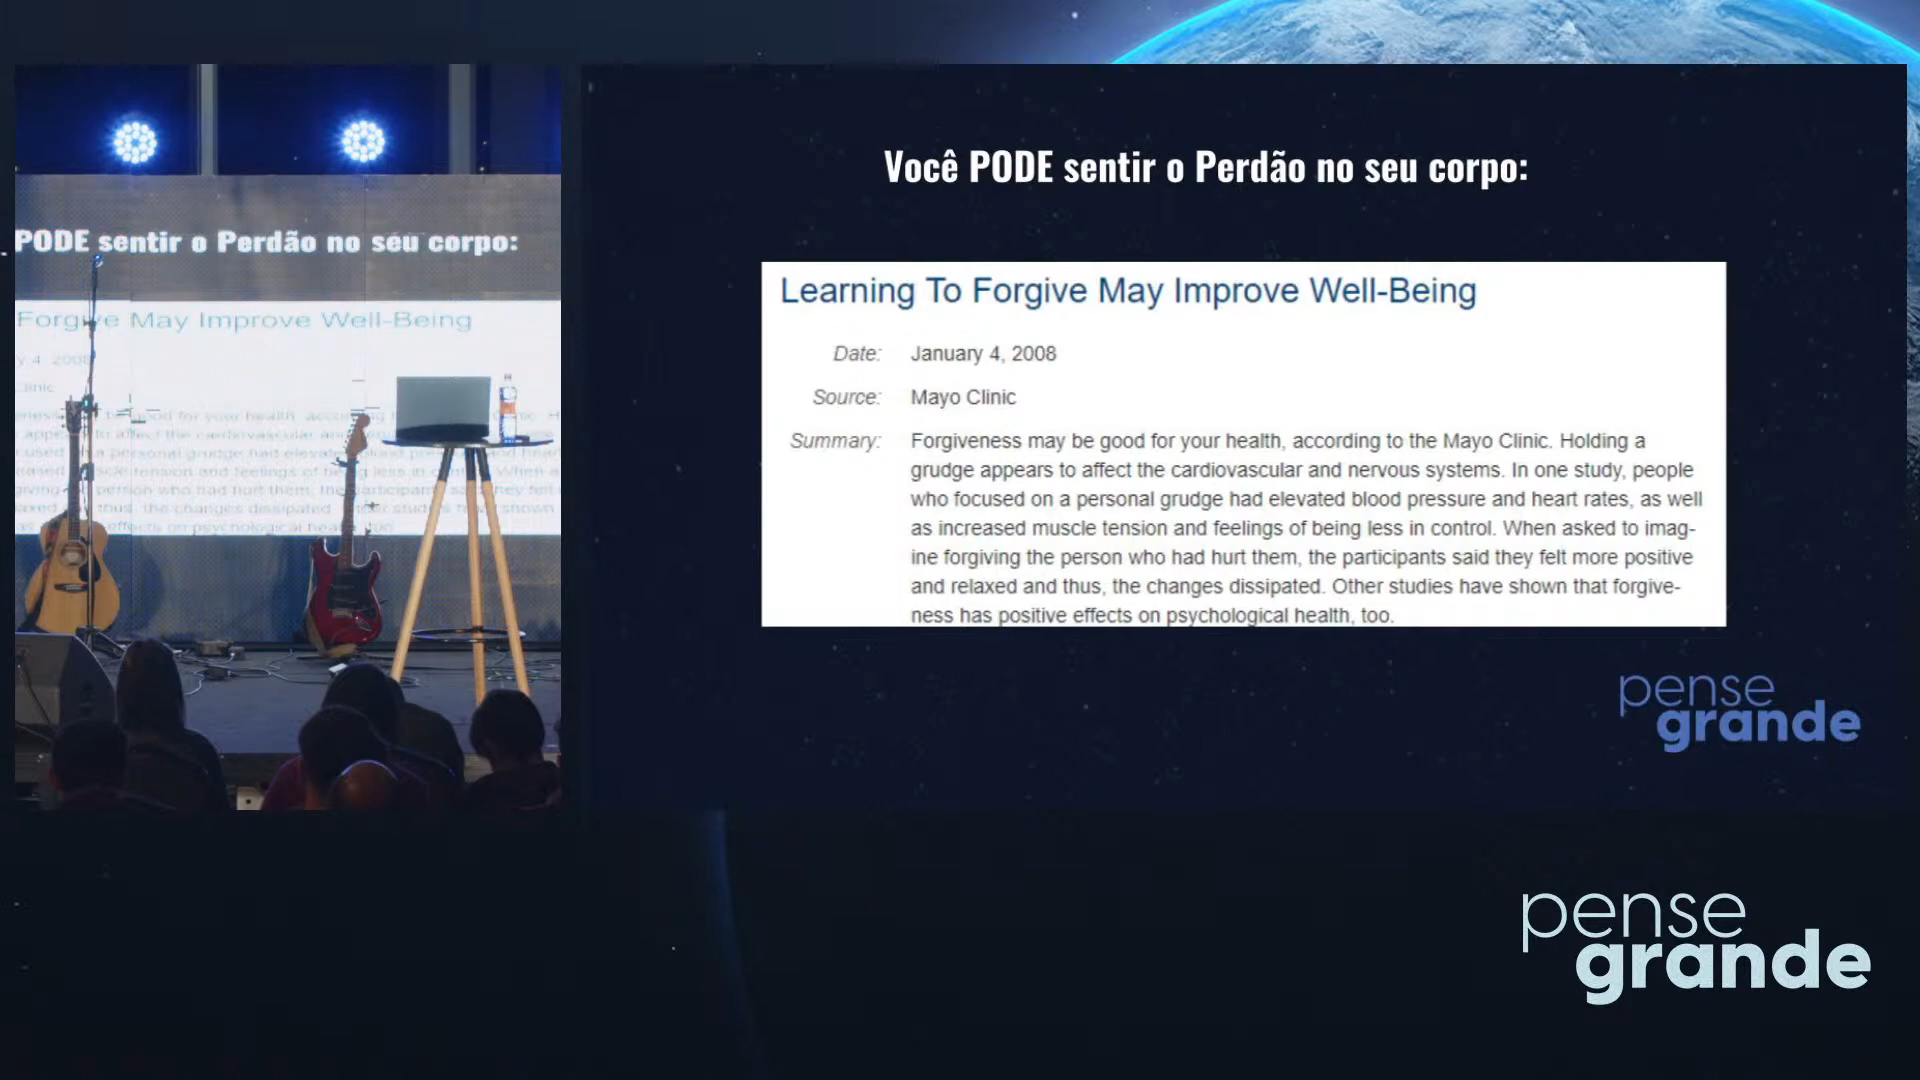 PODE sentir o Perdão no seu corpo:
Forgive May Improve Well-Being
Você PODE sentir o Perdão no seu corpo:
Learning To Forgive May Improve Well-Being
Date: January 4, 2008
Source: Mayo Clinic
Summary: Forgiveness may be good for your health, according to the Mayo Clinic. Holding a
grudge appears to affect the cardiovascular and nervous systems. In one study, people
who focused on a personal grudge had elevated blood pressure and heart rates, as well
as increased muscle tension and feelings of being less in control. When asked to imag-
ine forgiving the person who had hurt them, the participants said they felt more positive
and relaxed and thus, the changes dissipated. Other studies have shown that forgive-
ness has positive effects on psychological health, too.
pense
grande
pense
grande